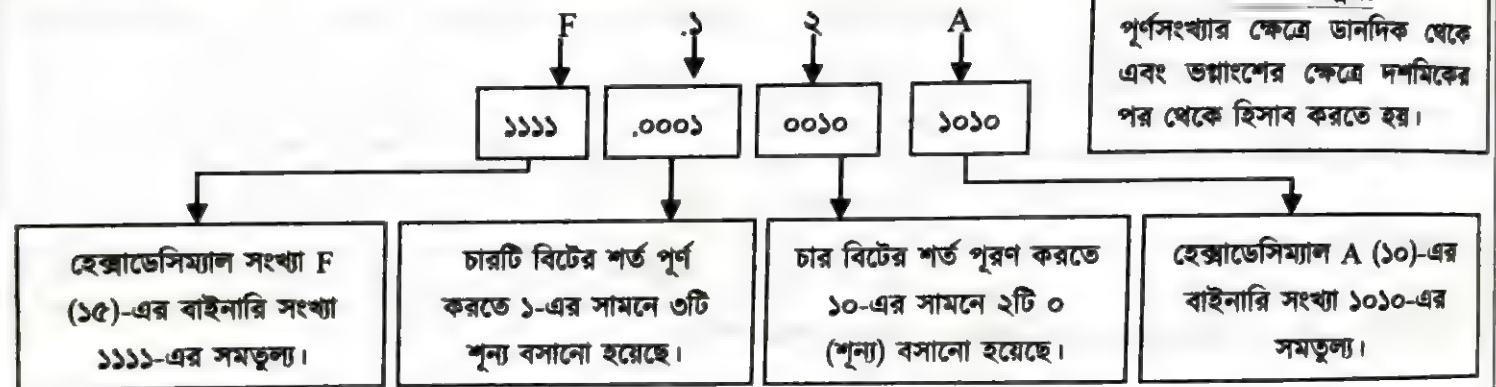 F .১ ২ A
পূর্ণসংখ্যার ক্ষেত্রে ডানদিক থেকে
এবং ভগ্নাংশের ক্ষেত্রে দশমিকের
পর থেকে হিসাব করতে হয়।
১১১১ .০০০১ ০০১০ ১০১০
হেক্সাডেসিম্যাল সংখ্যা F
(১৫)-এর বাইনারি সংখ্যা
১১১১-এর সমতুল্য।
চারটি বিটের শর্ত পূর্ণ
করতে ১-এর সামনে ৩টি
শূন্য বসানো হয়েছে।
চার বিটের শর্ত পূরণ করতে
১০-এর সামনে ২টি ০
(শূন্য) বসানো হয়েছে।
হেক্সাডেসিম্যাল A (১০)-এর
বাইনারি সংখ্যা ১০১০-এর
সমতুল্য।